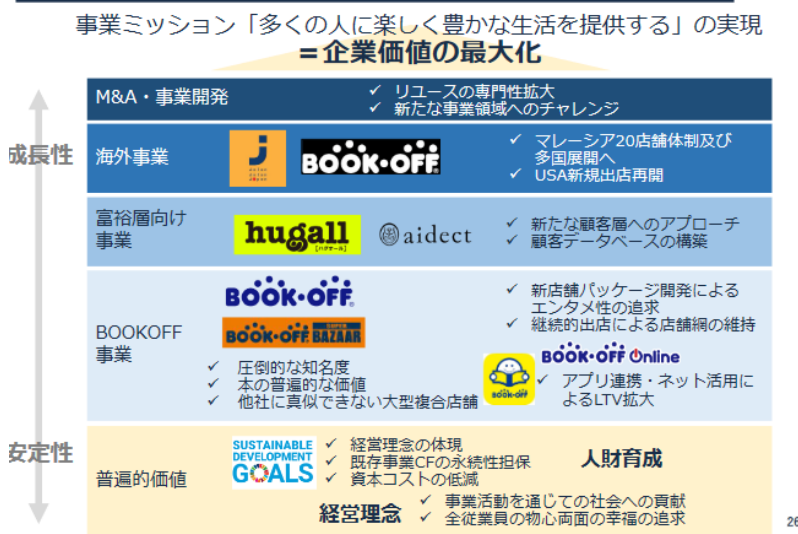 事業ミッション「多くの人に楽しく豊かな生活を提供する」の実現
＝企業価値の最大化
成長性
安定性
M&A・事業開発
✓ リユースの専門性拡大
✓ 新たな事業領域へのチャレンジ
海外事業
BOOK・OFF
✓ マレーシア20店舗体制及び
多国展開へ
✓ USA新規出店再開
富裕層向け
事業
hugall
[ハグオール]
aidect
✓ 新たな顧客層へのアプローチ
✓ 顧客データベースの構築
BOOKOFF
事業
BOOK・OFF
BOOK・OFF SUPER BAZAAR
✓ 圧倒的な知名度
✓ 本の普遍的な価値
✓ 他社に真似できない大型複合店舗
✓ 新店舗パッケージ開発による
エンタメ性の追求
✓ 継続的出店による店舗網の維持
BOOK・OFF Online
BOOK・OFF
✓ アプリ連携・ネット活用に
よるLTV拡大
普遍的価値
SUSTAINABLE
DEVELOPMENT
GOALS
✓ 経営理念の体現
✓ 既存事業CFの永続性担保
✓ 資本コストの低減
人財育成
経営理念
✓ 事業活動を通じての社会への貢献
✓ 全従業員の物心両面の幸福の追求
26